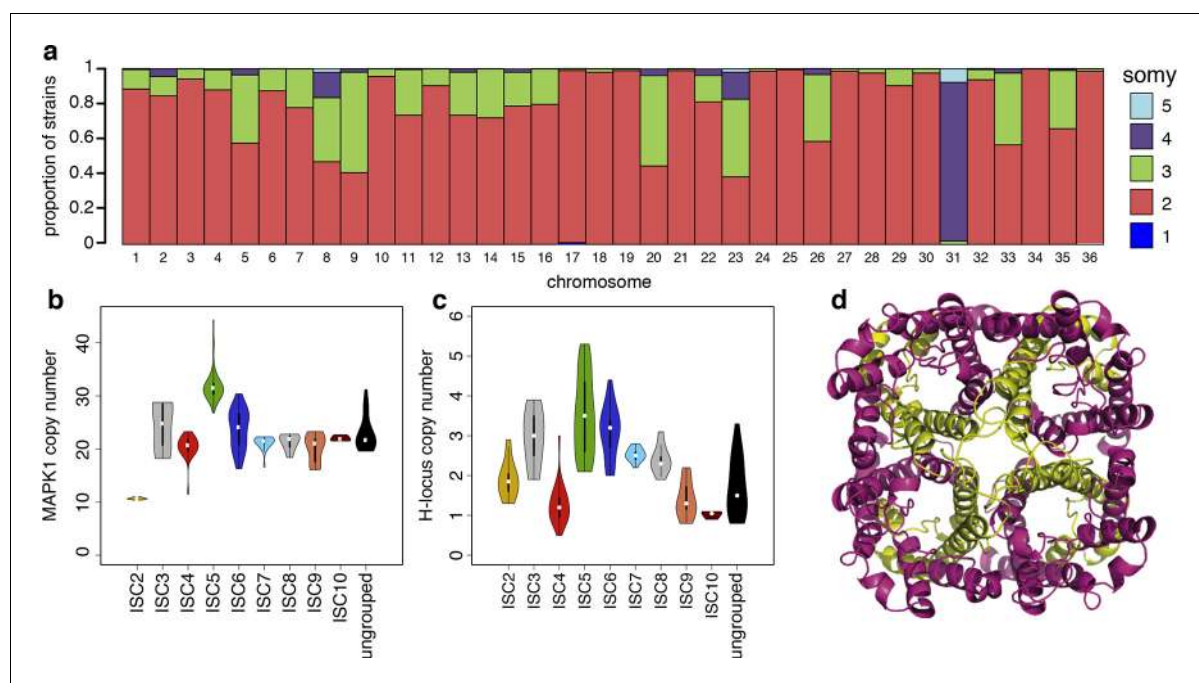 a
proportion of strains
1
0.8
0.6
0.4
0.2
0
1 2 3 4 5 6 7 8 9 10 11 12 13 14 15 16 17 18 19 20 21 22 23 24 25 26 27 28 29 30 31 32 33 34 35 36
chromosome
somy
5
4
3
2
1
b
MAPK1 copy number
40
30
20
10
0
ISC2
ISC3
ISC4
ISC5
ISC6
ISC7
ISC8
ISC9
ISC10
ungrouped
c
H-locus copy number
6
5
4
3
2
1
0
ISC2
ISC3
ISC4
ISC5
ISC6
ISC7
ISC8
ISC9
ISC10
ungrouped
d